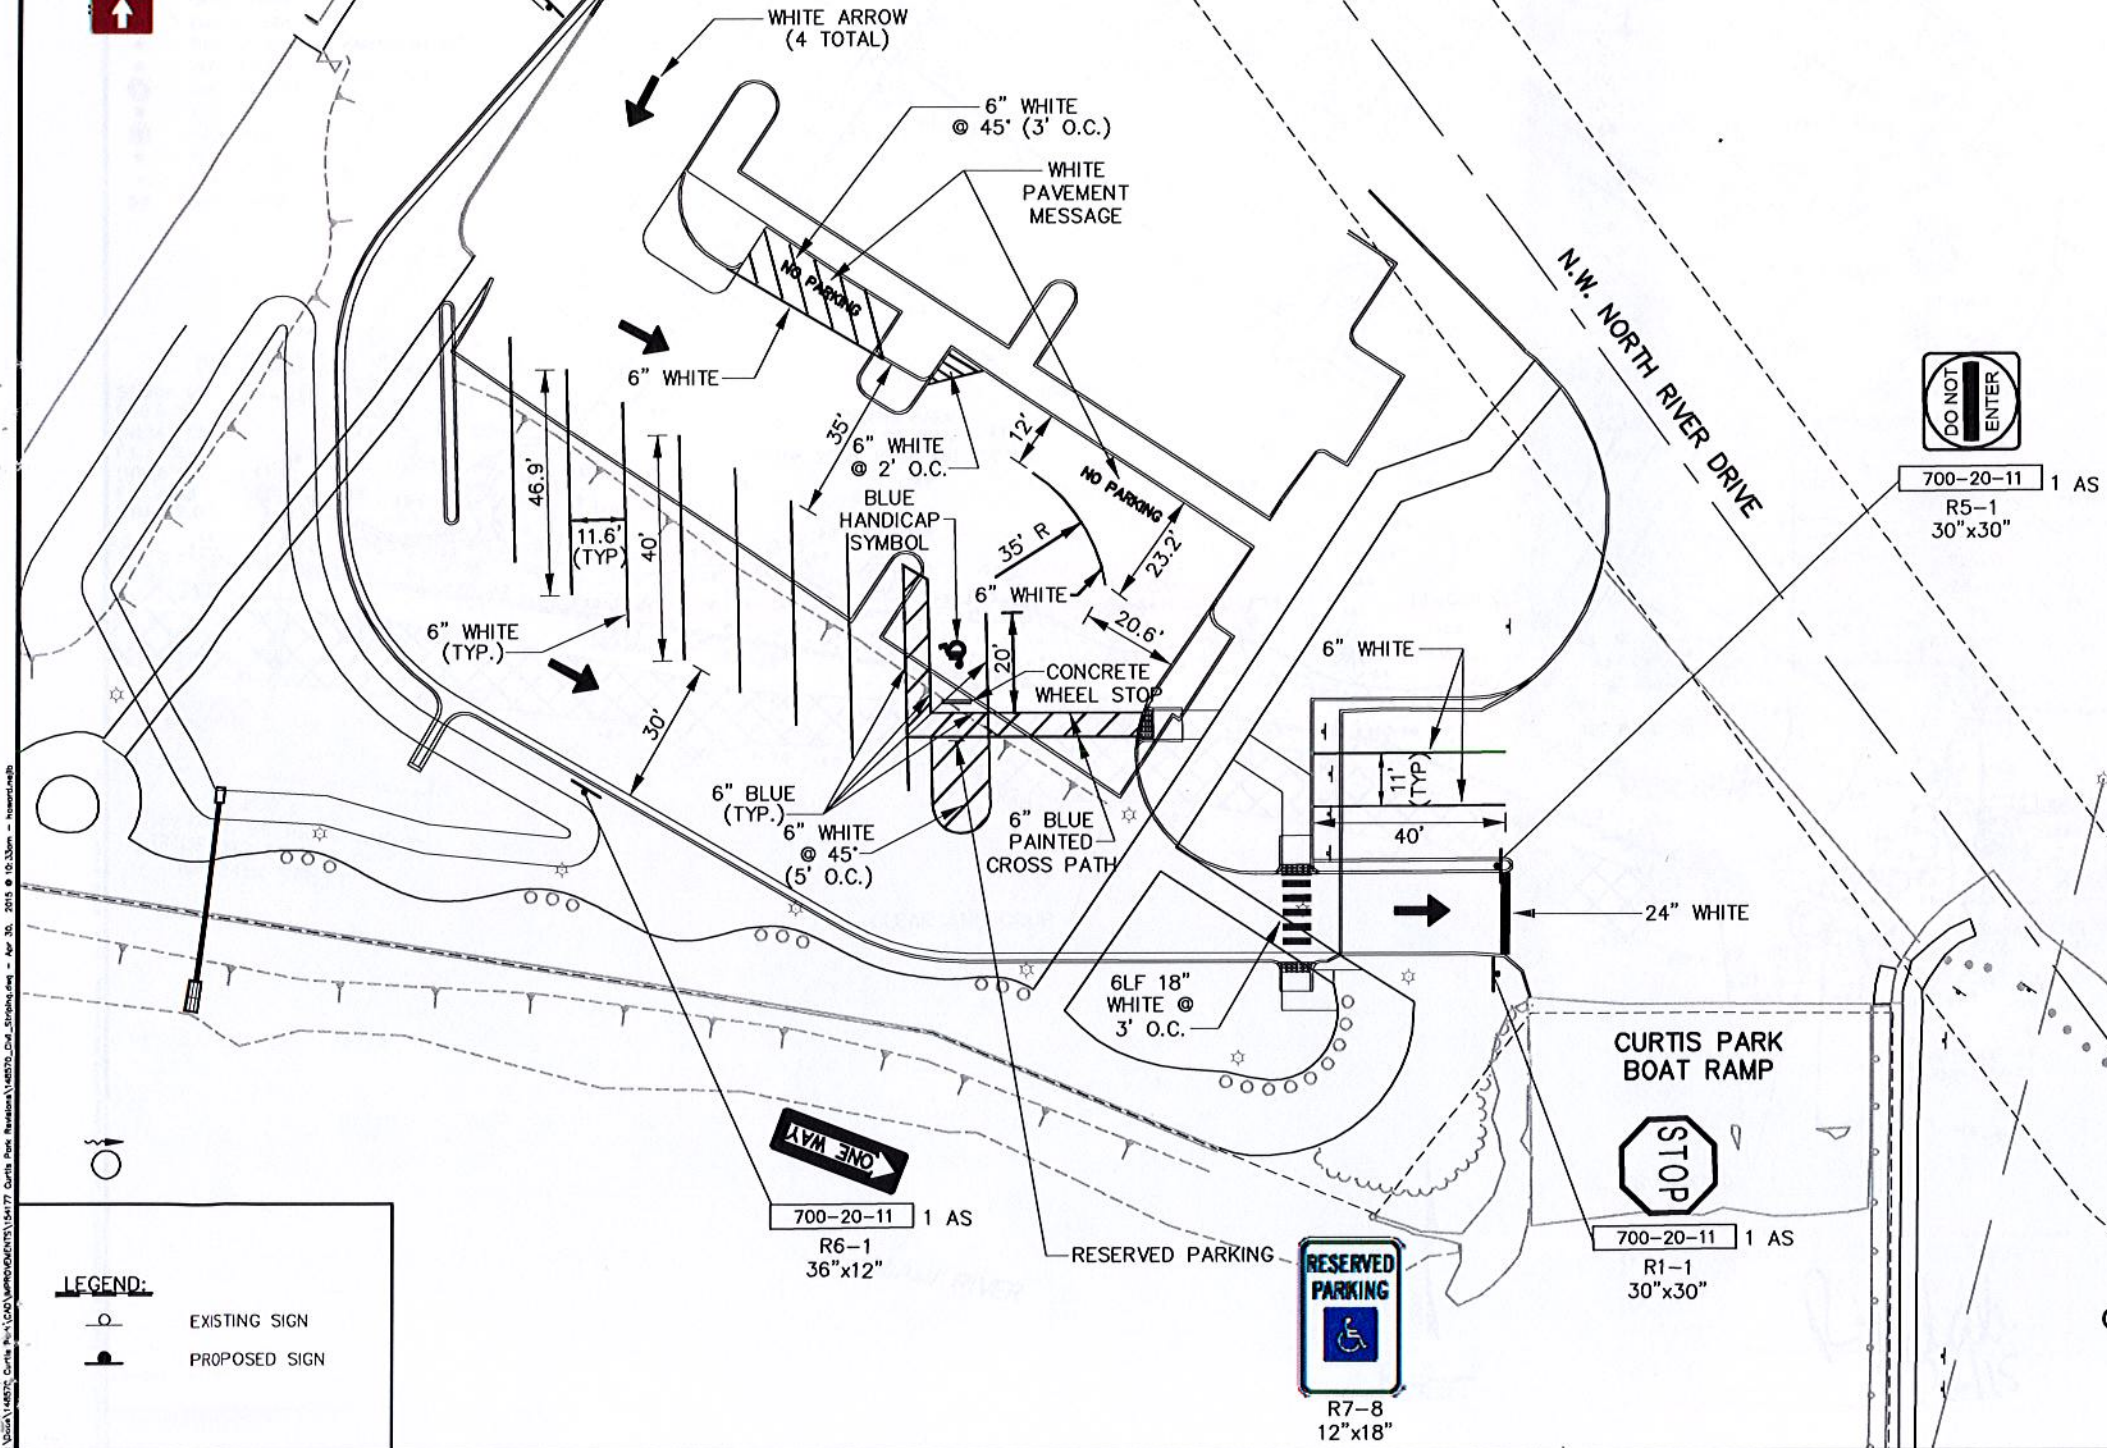 WHITE ARROW
(4 TOTAL)
6" WHITE
@ 45° (3' O.C.)
WHITE
PAVEMENT
MESSAGE
NO PARKING
6" WHITE
35'
6" WHITE
@ 2' O.C.
12'
NO PARKING
BLUE
HANDICAP
SYMBOL
35' R
23.2'
6" WHITE
20.6'
46.9'
11.6'
(TYP)
40'
6" WHITE
(TYP.)
30'
20'
CONCRETE
WHEEL STOP
6" BLUE
(TYP.)
6" WHITE
@ 45°
(5' O.C.)
6" BLUE
PAINTED
CROSS PATH
6" WHITE
11'
(TYP)
40'
24" WHITE
6LF 18"
WHITE @
3' O.C.
N.W. NORTH RIVER DRIVE
DO NOT
ENTER
700-20-11 1 AS
R5-1
30"x30"
CURTIS PARK
BOAT RAMP
STOP
700-20-11 1 AS
R1-1
30"x30"
ONE WAY
700-20-11 1 AS
R6-1
36"x12"
RESERVED PARKING
RESERVED
PARKING
R7-8
12"x18"
LEGEND:
EXISTING SIGN
PROPOSED SIGN